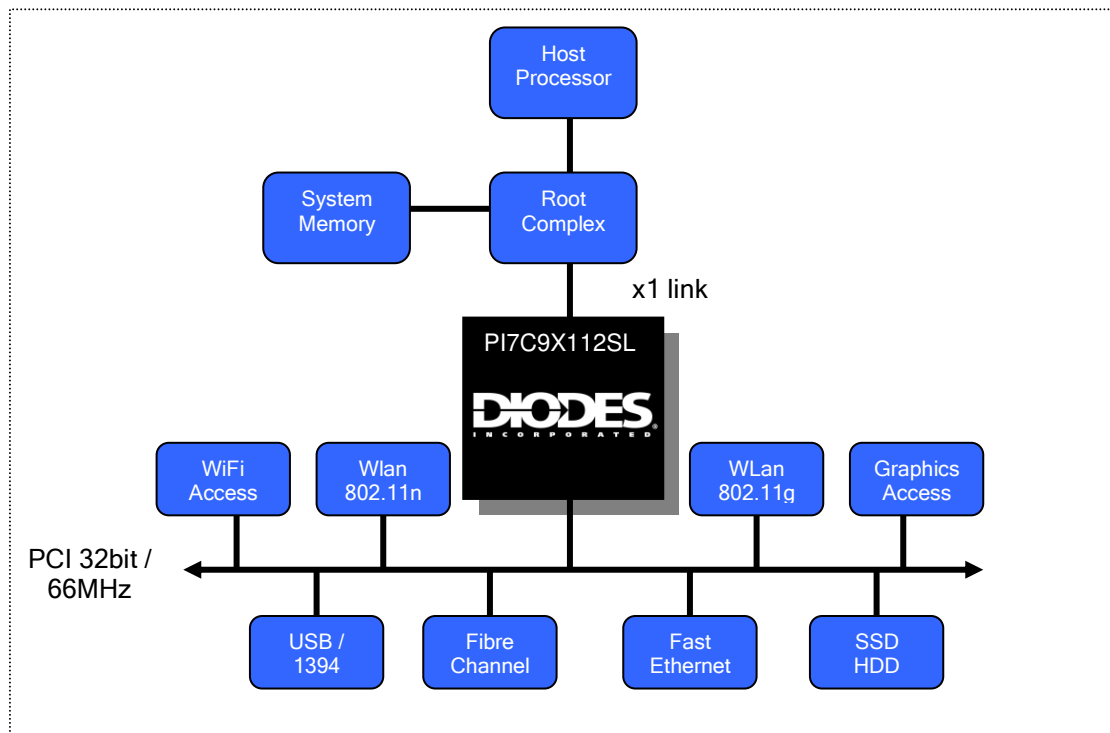 Host
Processor
System
Memory
Root
Complex
x1 link
PI7C9X112SL
DIODES®
INCORPORATED
WiFi
Access
Wlan
802.11n
WLan
802.11g
Graphics
Access
PCI 32bit /
66MHz
USB /
1394
Fibre
Channel
Fast
Ethernet
SSD
HDD